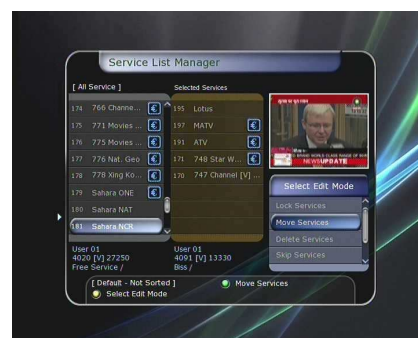 Service List Manager
[ All Service ]
174 766 Channe...
175 771 Movies ...
176 775 Movies ...
177 776 Nat. Geo
178 778 Xing Ko...
179 Sahara ONE
180 Sahara NAT
181 Sahara NCR
User 01
4020 [V] 27250
Free Service /
Selected Services
195 Lotus
197 MATV
191 ATV
171 748 Star W...
170 747 Channel [V] ...
User 01
4091 [V] 13330
Biss /
NEWSUPDATE
Select Edit Mode
Lock Services
Move Services
Delete Services
Skip Services
[ Default - Not Sorted ]
Move Services
Select Edit Mode